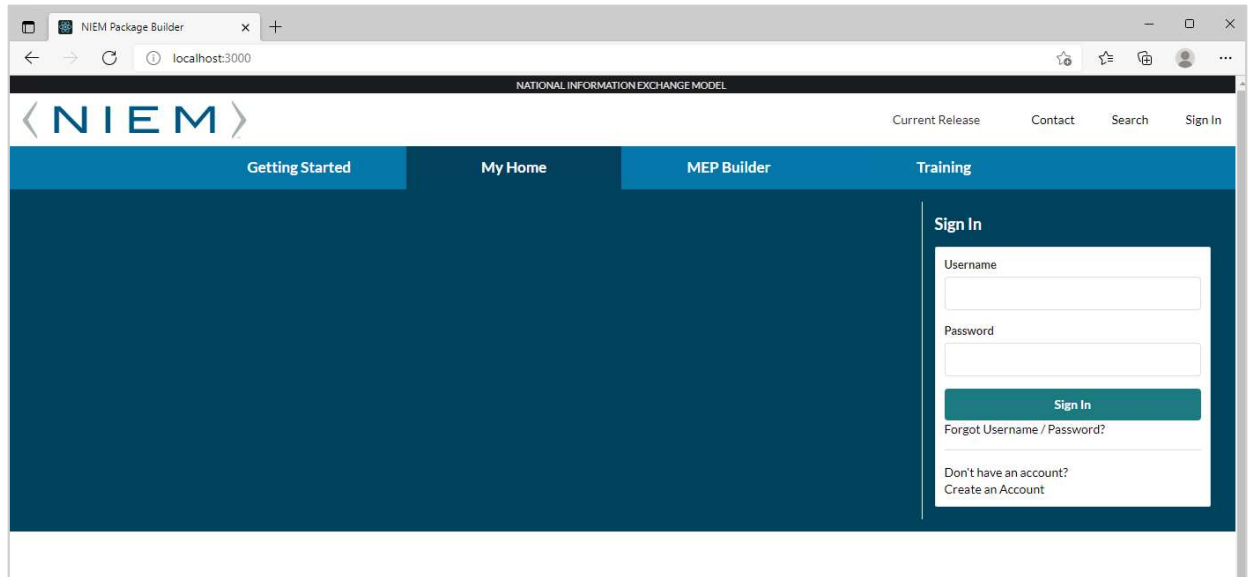 NIEM Package Builder
localhost:3000
NATIONAL INFORMATION EXCHANGE MODEL
NIEM
Current Release Contact Search Sign In
Getting Started My Home MEP Builder Training
Sign In
Username
Password
Sign In
Forgot Username / Password?
Don't have an account?
Create an Account